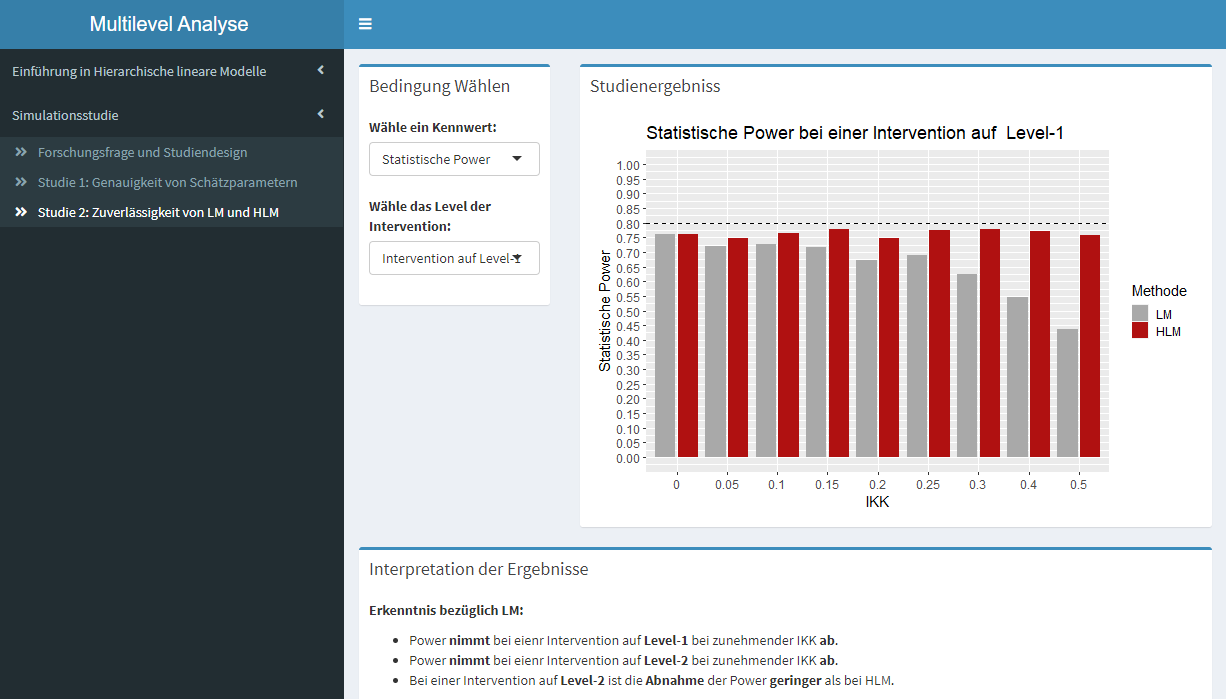 Multilevel Analyse
Einführung in Hierarchische lineare Modelle
Simulationsstudie
Forschungsfrage und Studiendesign
Studie 1: Genauigkeit von Schätzparametern
Studie 2: Zuverlässigkeit von LM und HLM
Bedingung Wählen
Wähle ein Kennwert:
Statistische Power
Wähle das Level der
Intervention:
Intervention auf Level-
Studienergebniss
Statistische Power bei einer Intervention auf Level-1
Statistische Power
1.00
0.95
0.90
0.85
0.80
0.75
0.70
0.65
0.60
0.55
0.50
0.45
0.40
0.35
0.30
0.25
0.20
0.15
0.10
0.05
0.00
0 0.05 0.1 0.15 0.2 0.25 0.3 0.4 0.5
IKK
Methode
LM
HLM
Interpretation der Ergebnisse
Erkenntnis bezüglich LM:
Power nimmt bei eienr Intervention auf Level-1 bei zunehmender IKK ab.
Power nimmt bei eienr Intervention auf Level-2 bei zunehmender IKK ab.
Bei einer Intervention auf Level-2 ist die Abnahme der Power geringer als bei HLM.